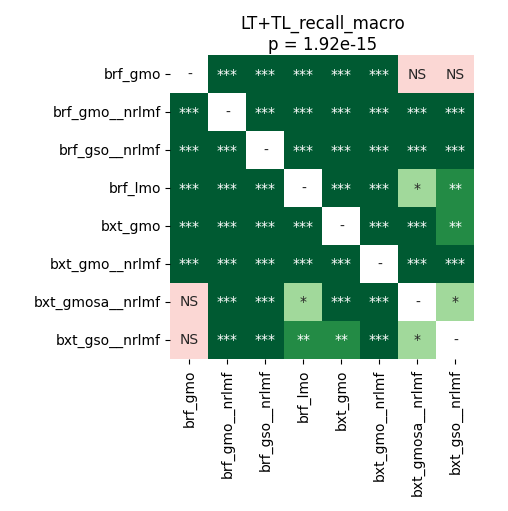 LT+TL_recall_macro
p = 1.92e-15
brf_gmo - *** *** *** *** *** NS NS
brf_gmo__nrlmf *** - *** *** *** *** *** ***
brf_gso__nrlmf *** *** - *** *** *** *** ***
brf_lmo *** *** *** - *** *** * **
bxt_gmo *** *** *** *** - *** *** **
bxt_gmo__nrlmf *** *** *** *** *** - *** ***
bxt_gmosa__nrlmf NS *** *** * *** *** - *
bxt_gso__nrlmf NS *** *** ** ** *** * -
brf_gmo
brf_gmo__nrlmf
brf_gso__nrlmf
brf_lmo
bxt_gmo
bxt_gmo__nrlmf
bxt_gmosa__nrlmf
bxt_gso__nrlmf